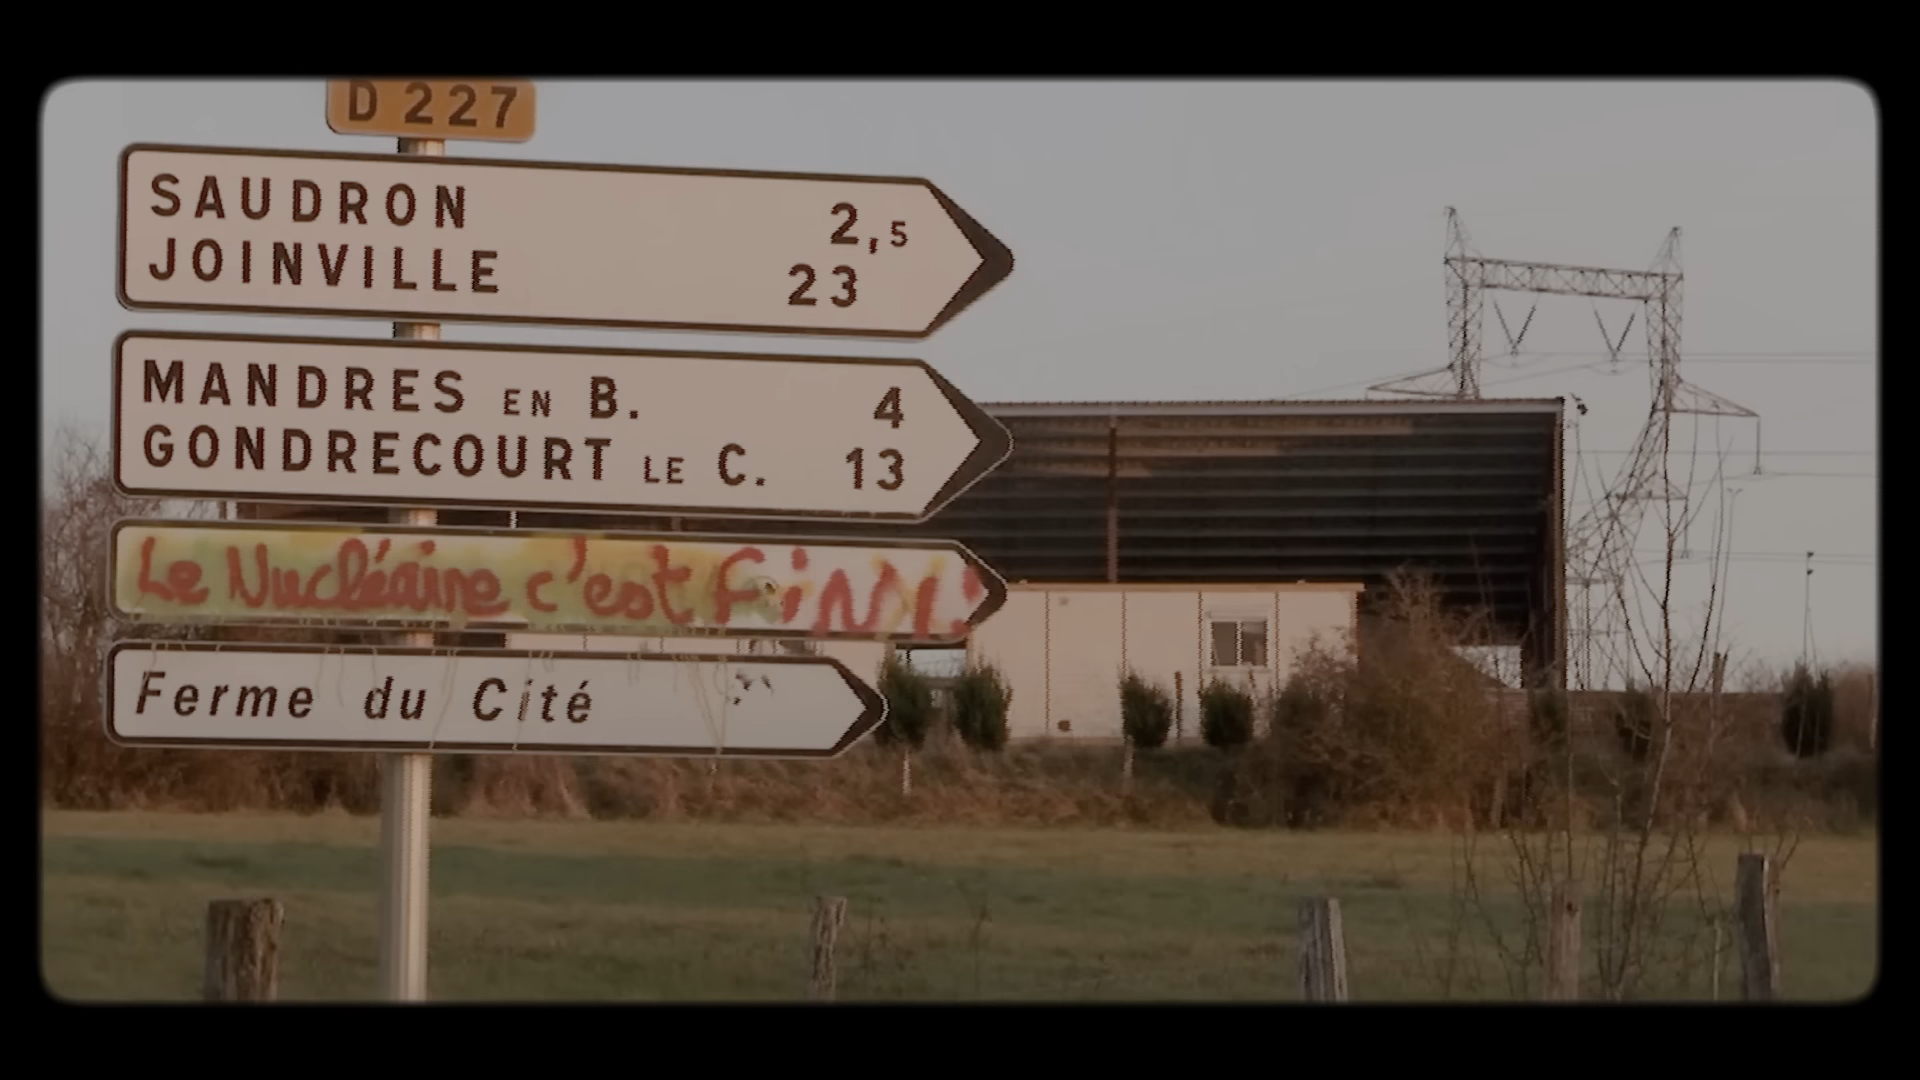 D 227
SAUDRON 2,5
JOINVILLE 23
MANDRES EN B. 4
GONDRECOURT LE C. 13
Le Nucléaire c'est FiNi!
Ferme du Cité